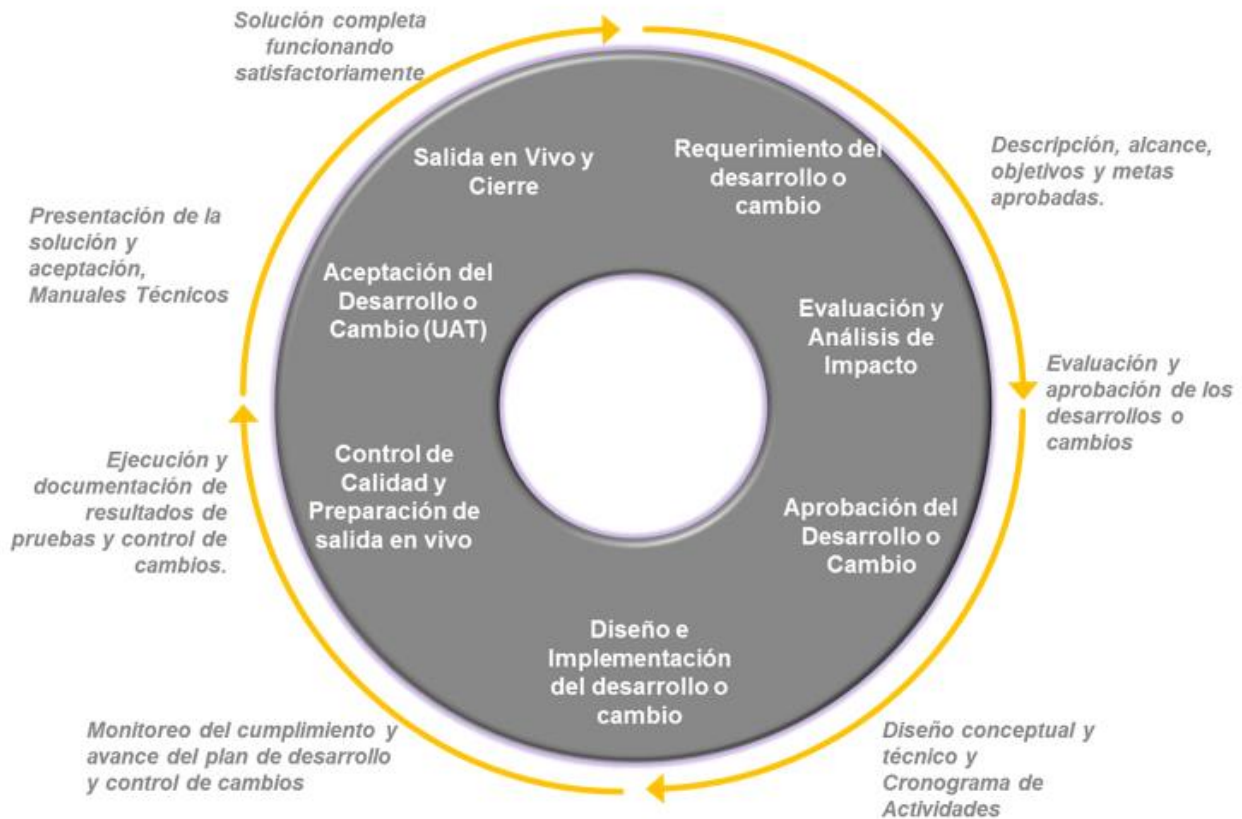 Solución completa
funcionando
satisfactoriamente
Salida en Vivo y
Cierre
Requerimiento del
desarrollo o
cambio
Descripción, alcance,
objetivos y metas
aprobadas.
Presentación de la
solución y
aceptación,
Manuales Técnicos
Aceptación del
Desarrollo o
Cambio (UAT)
Evaluación y
Análisis de
Impacto
Evaluación y
aprobación de los
desarrollos o
cambios
Ejecución y
documentación de
resultados de
pruebas y control de
cambios.
Control de
Calidad y
Preparación de
salida en vivo
Aprobación del
Desarrollo o
Cambio
Diseño e
Implementación
del desarrollo o
cambio
Monitoreo del cumplimiento y
avance del plan de desarrollo
y control de cambios
Diseño conceptual y
técnico y
Cronograma de
Actividades